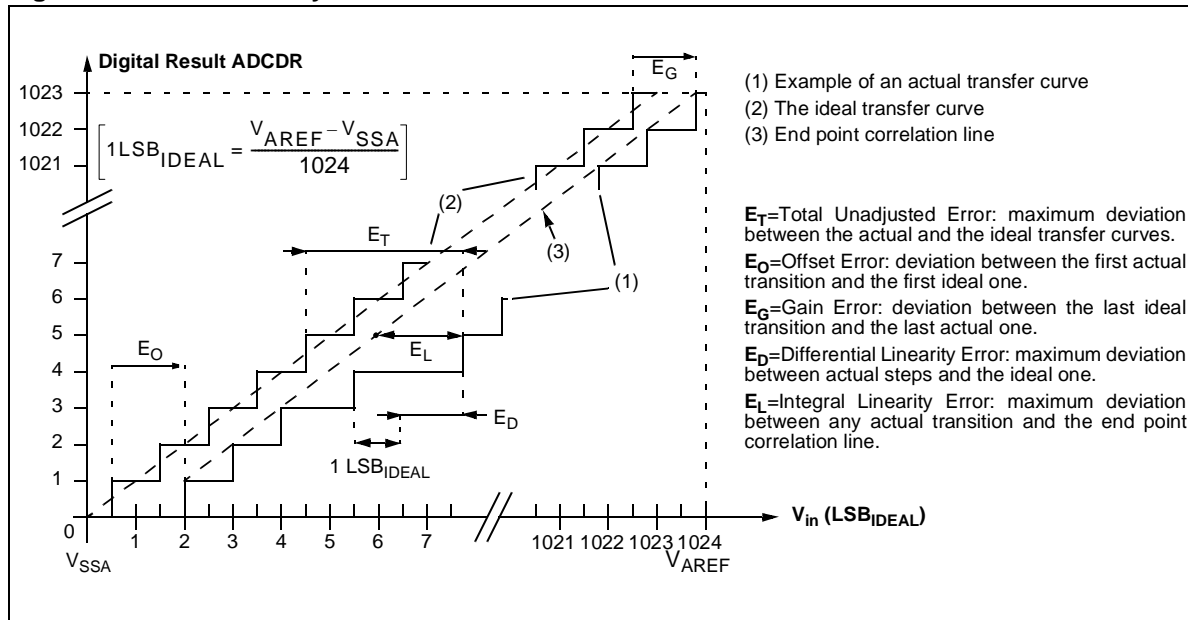 Digital Result ADCDR
1023
1022
1021
7
6
5
4
3
2
1
0
1LSB_IDEAL = (V_AREF – V_SSA) / 1024
E_G
(2)
(3)
(1)
E_T
E_O
E_L
E_D
1 LSB_IDEAL
1 2 3 4 5 6 7 1021 1022 1023 1024
V_in (LSB_IDEAL)
V_SSA
V_AREF
(1) Example of an actual transfer curve
(2) The ideal transfer curve
(3) End point correlation line
E_T=Total Unadjusted Error: maximum deviation
between the actual and the ideal transfer curves.
E_O=Offset Error: deviation between the first actual
transition and the first ideal one.
E_G=Gain Error: deviation between the last ideal
transition and the last actual one.
E_D=Differential Linearity Error: maximum deviation
between actual steps and the ideal one.
E_L=Integral Linearity Error: maximum deviation
between any actual transition and the end point
correlation line.